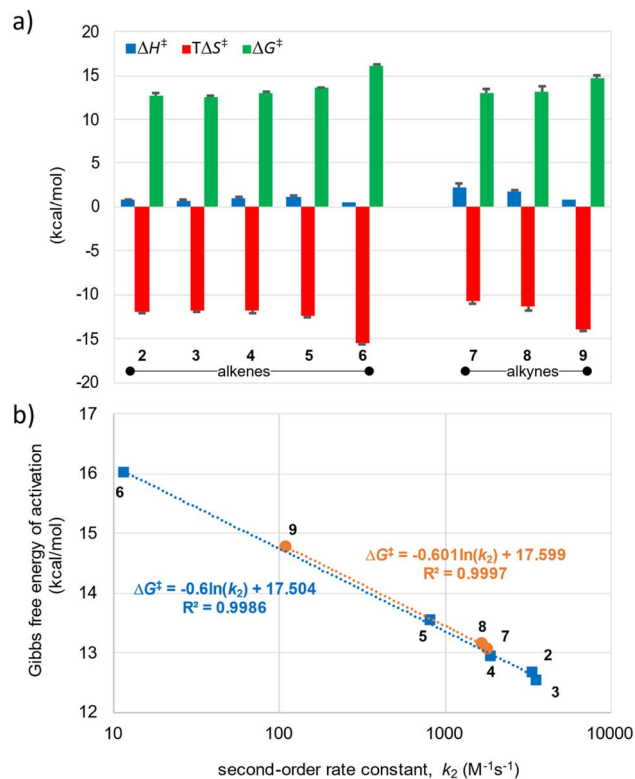 a)
ΔH‡ TΔS‡ ΔG‡
20
15
10
5
0
-5
-10
-15
-20
(kcal/mol)
2 3 4 5 6 7 8 9
alkenes alkynes
b)
17
16
15
14
13
12
Gibbs free energy of activation
(kcal/mol)
6
9
ΔG‡ = -0.601ln(k₂) + 17.599
R² = 0.9997
ΔG‡ = -0.6ln(k₂) + 17.504
R² = 0.9986
5
8 7
4
2
3
10 100 1000 10000
second-order rate constant, k₂ (M⁻¹s⁻¹)